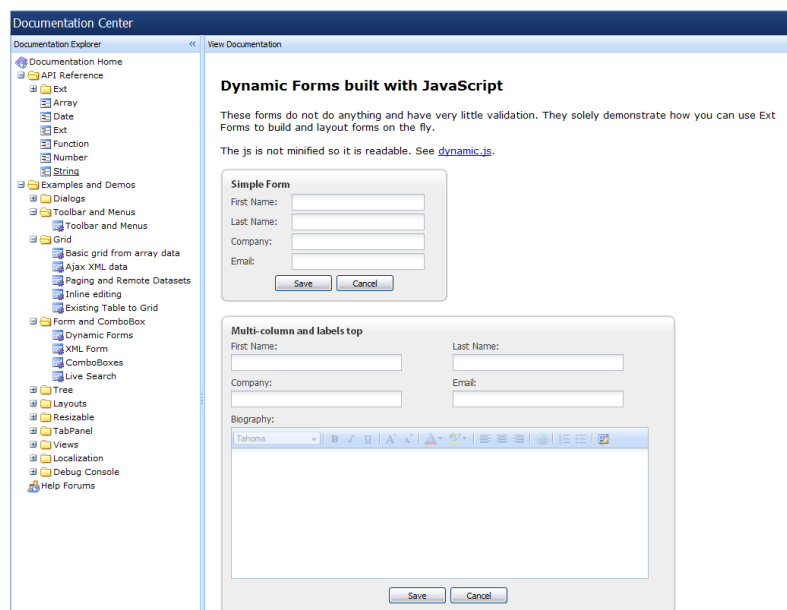 Documentation Center
Documentation Explorer
Documentation Home
API Reference
Ext
Array
Date
Ext
Function
Number
String
Examples and Demos
Dialogs
Toolbar and Menus
Toolbar and Menus
Grid
Basic grid from array data
Ajax XML data
Paging and Remote Datasets
Inline editing
Existing Table to Grid
Form and ComboBox
Dynamic Forms
XML Form
ComboBoxes
Live Search
Tree
Layouts
Resizable
TabPanel
Views
Localization
Debug Console
Help Forums
View Documentation
Dynamic Forms built with JavaScript
These forms do not do anything and have very little validation. They solely demonstrate how you can use Ext
Forms to build and layout forms on the fly.
The js is not minified so it is readable. See dynamic.js.
Simple Form
First Name:
Last Name:
Company:
Email:
Save Cancel
Multi-column and labels top
First Name: Last Name:
Company: Email:
Biography:
Tahoma B I U A A A ab
Save Cancel